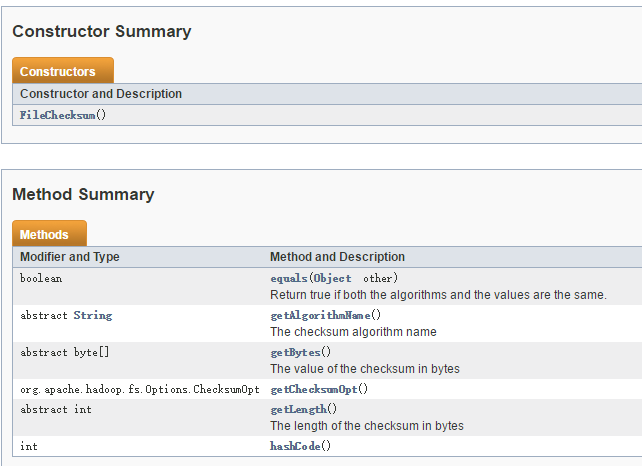 Constructor Summary
Constructors
Constructor and Description
FileChecksum()
Method Summary
Methods
Modifier and Type Method and Description
boolean equals(Object other)
Return true if both the algorithms and the values are the same.
abstract String getAlgorithmName()
The checksum algorithm name
abstract byte[] getBytes()
The value of the checksum in bytes
org.apache.hadoop.fs.Options.ChecksumOpt getChecksumOpt()
abstract int getLength()
The length of the checksum in bytes
int hashCode()